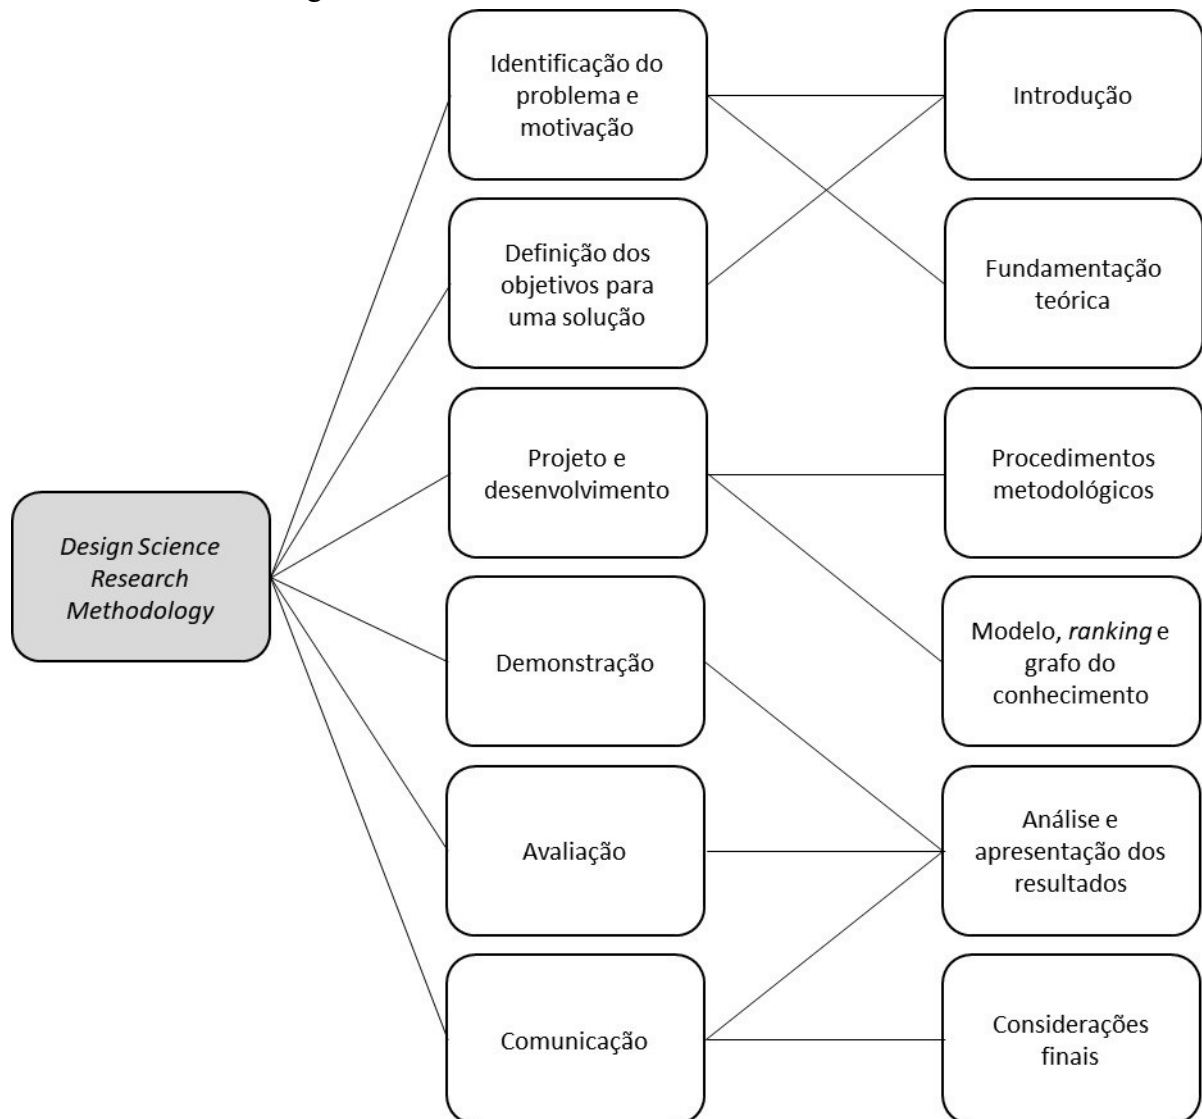 Identificação do
problema e
motivação
Introdução
Definição dos
objetivos para
uma solução
Fundamentação
teórica
Projeto e
desenvolvimento
Procedimentos
metodológicos
Design Science
Research
Methodology
Demonstração
Modelo, ranking e
grafo do
conhecimento
Avaliação
Análise e
apresentação dos
resultados
Comunicação
Considerações
finais